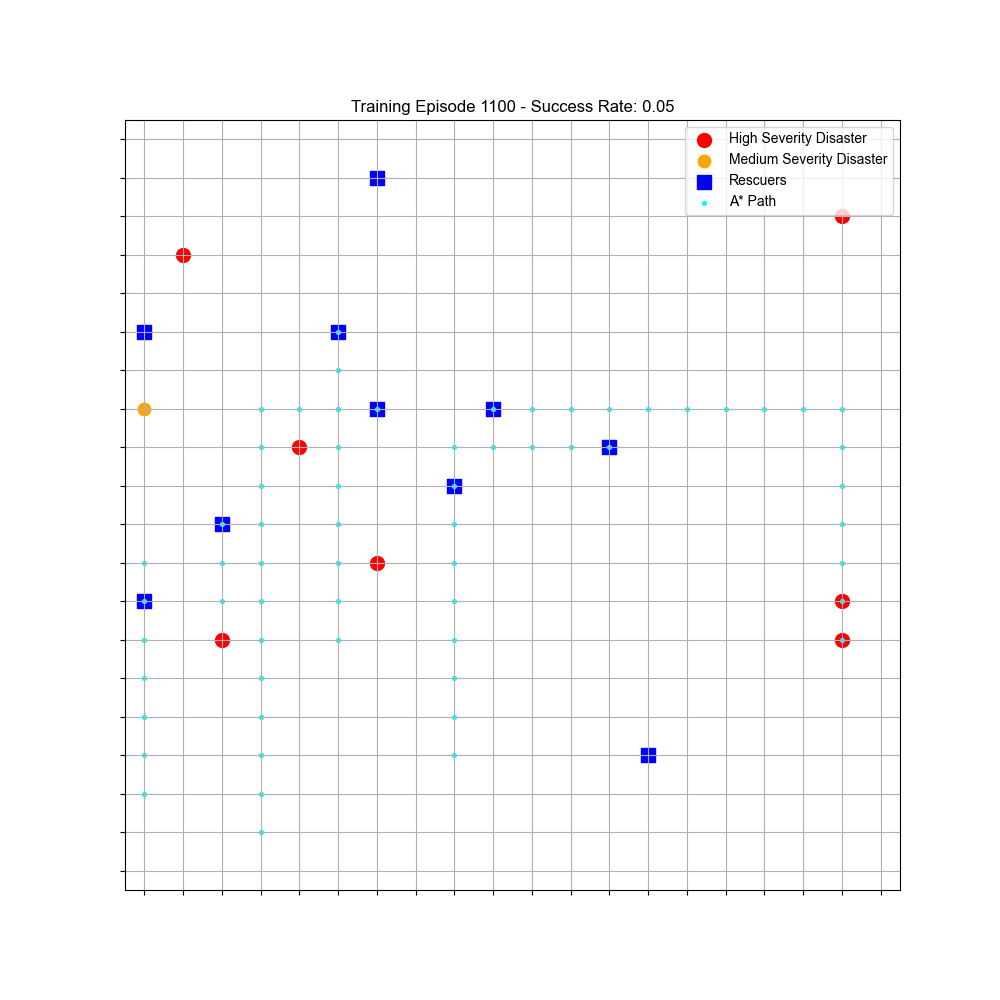 Training Episode 1100 - Success Rate: 0.05
High Severity Disaster
Medium Severity Disaster
Rescuers
A* Path